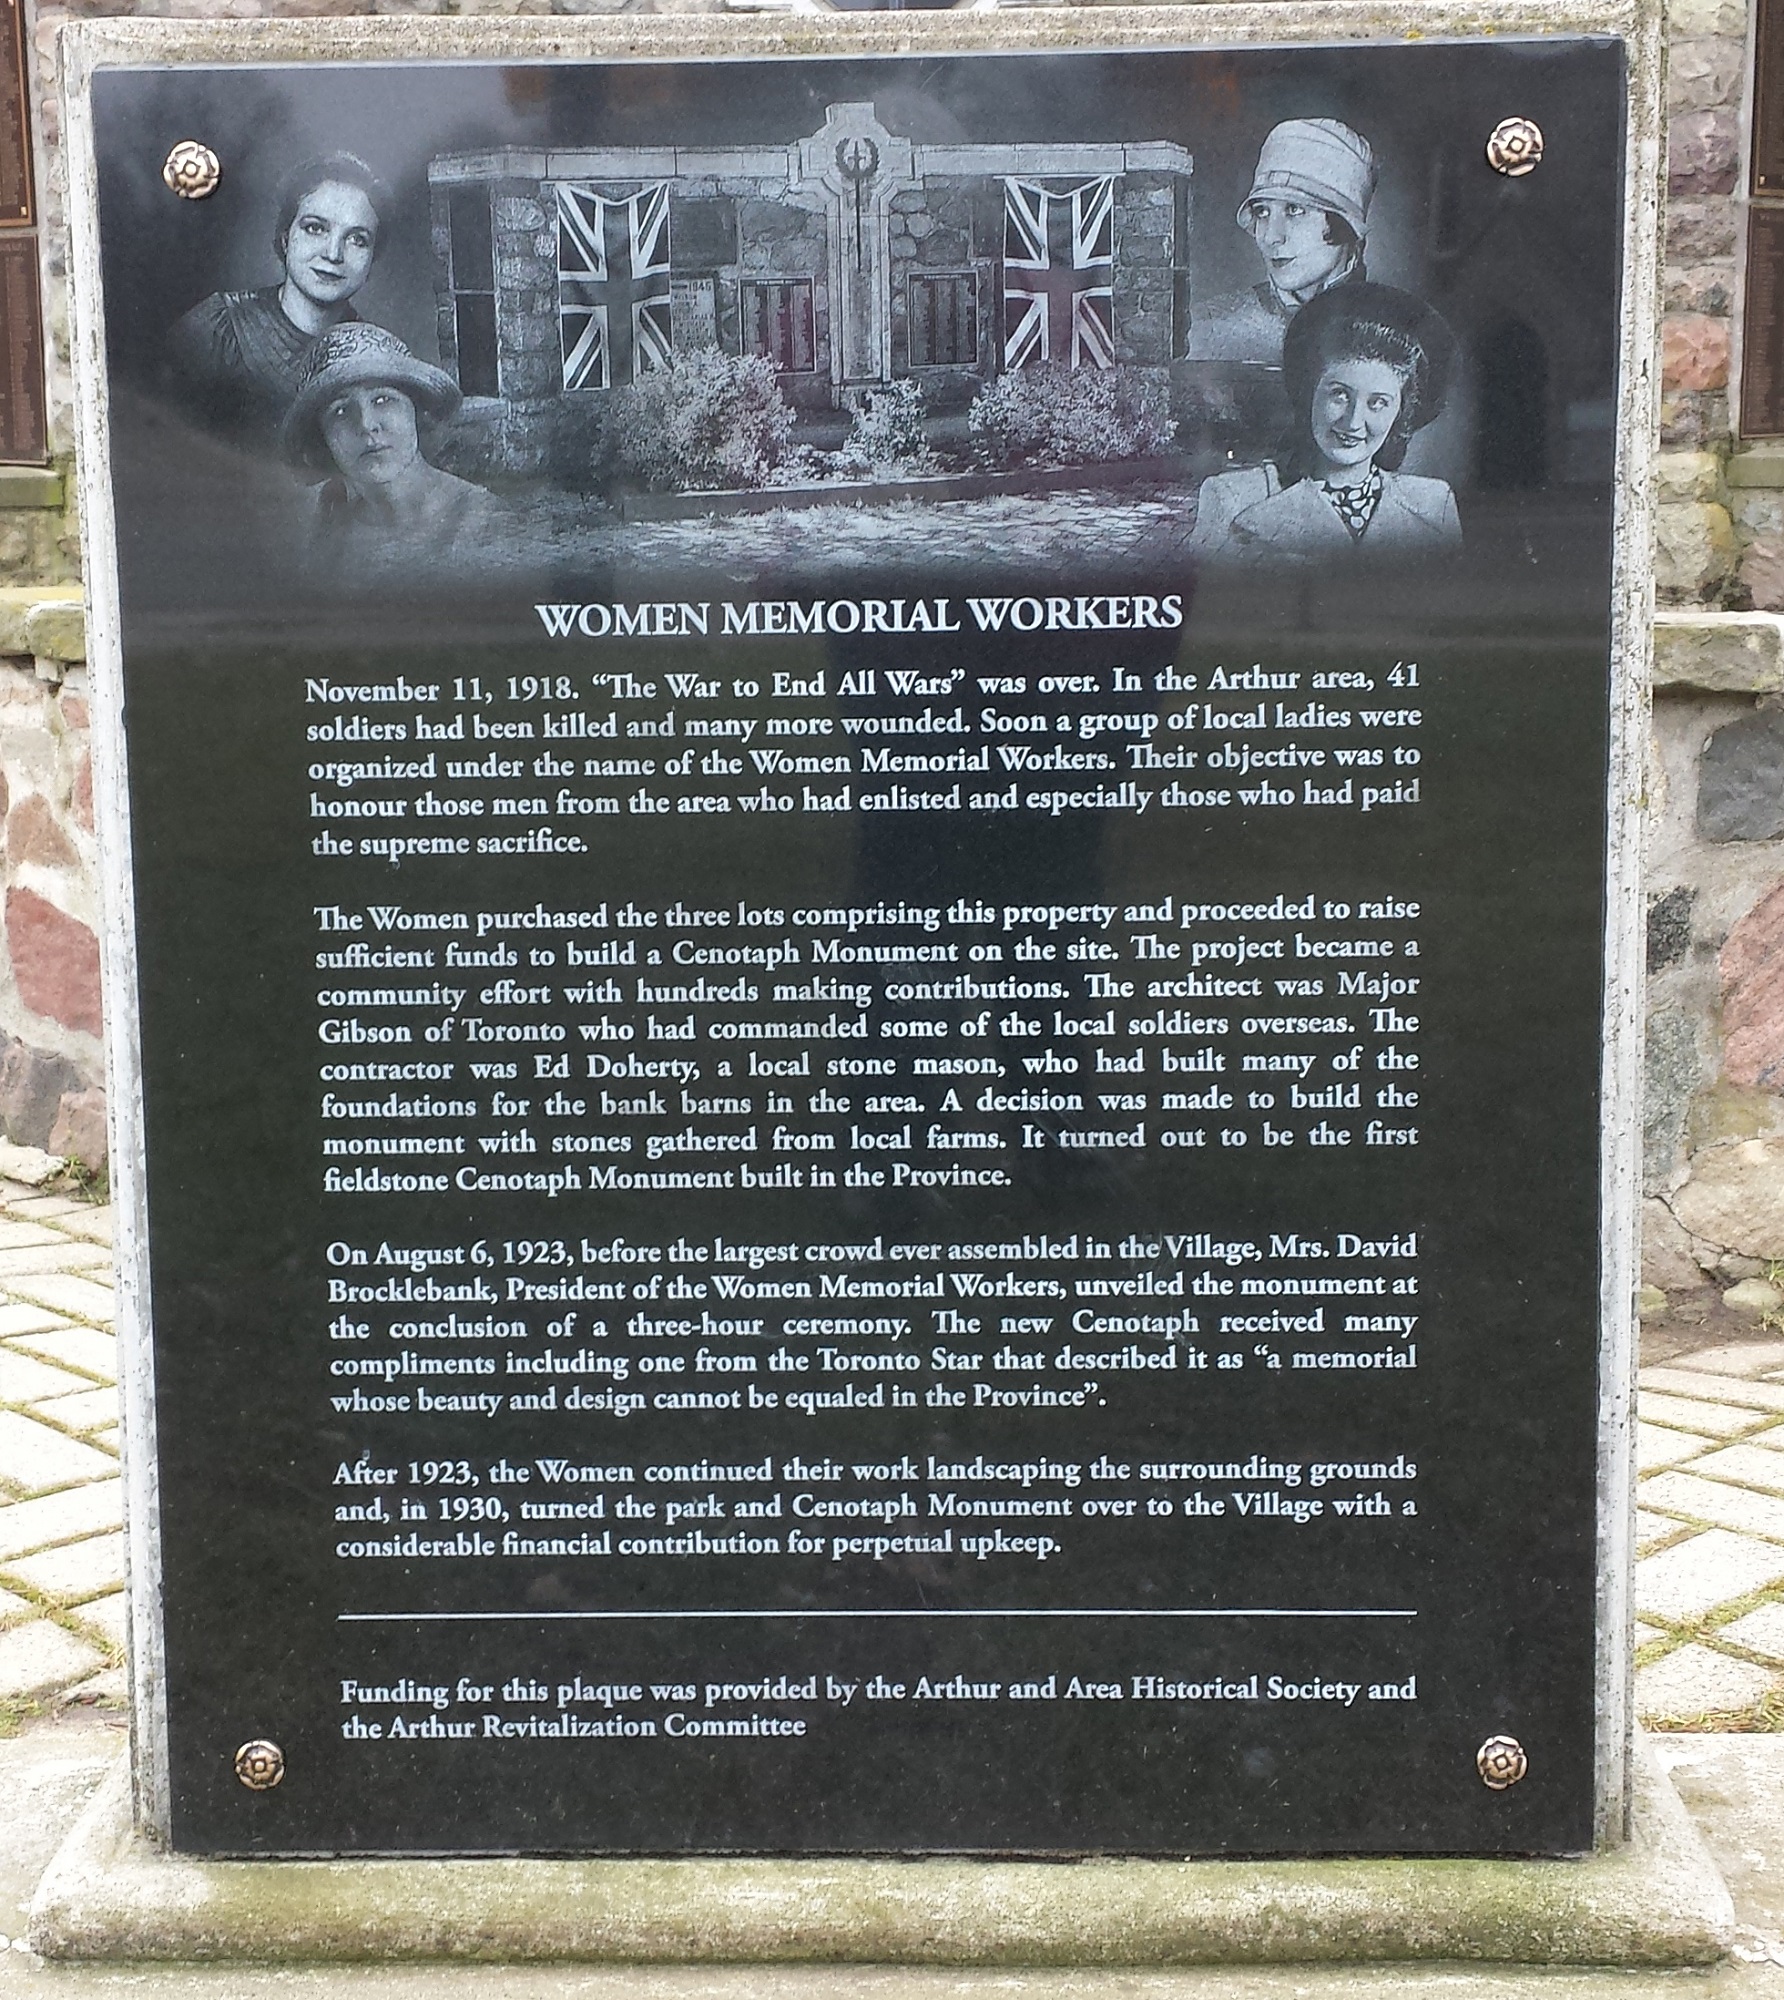 WOMEN MEMORIAL WORKERS
November 11, 1918. “The War to End All Wars” was over. In the Arthur area, 41
soldiers had been killed and many more wounded. Soon a group of local ladies were
organized under the name of the Women Memorial Workers. Their objective was to
honour those men from the area who had enlisted and especially those who had paid
the supreme sacrifice.
The Women purchased the three lots comprising this property and proceeded to raise
sufficient funds to build a Cenotaph Monument on the site. The project became a
community effort with hundreds making contributions. The architect was Major
Gibson of Toronto who had commanded some of the local soldiers overseas. The
contractor was Ed Doherty, a local stone mason, who had built many of the
foundations for the bank barns in the area. A decision was made to build the
monument with stones gathered from local farms. It turned out to be the first
fieldstone Cenotaph Monument built in the Province.
On August 6, 1923, before the largest crowd ever assembled in the Village, Mrs. David
Brocklebank, President of the Women Memorial Workers, unveiled the monument at
the conclusion of a three-hour ceremony. The new Cenotaph received many
compliments including one from the Toronto Star that described it as “a memorial
whose beauty and design cannot be equaled in the Province”.
After 1923, the Women continued their work landscaping the surrounding grounds
and, in 1930, turned the park and Cenotaph Monument over to the Village with a
considerable financial contribution for perpetual upkeep.
Funding for this plaque was provided by the Arthur and Area Historical Society and
the Arthur Revitalization Committee